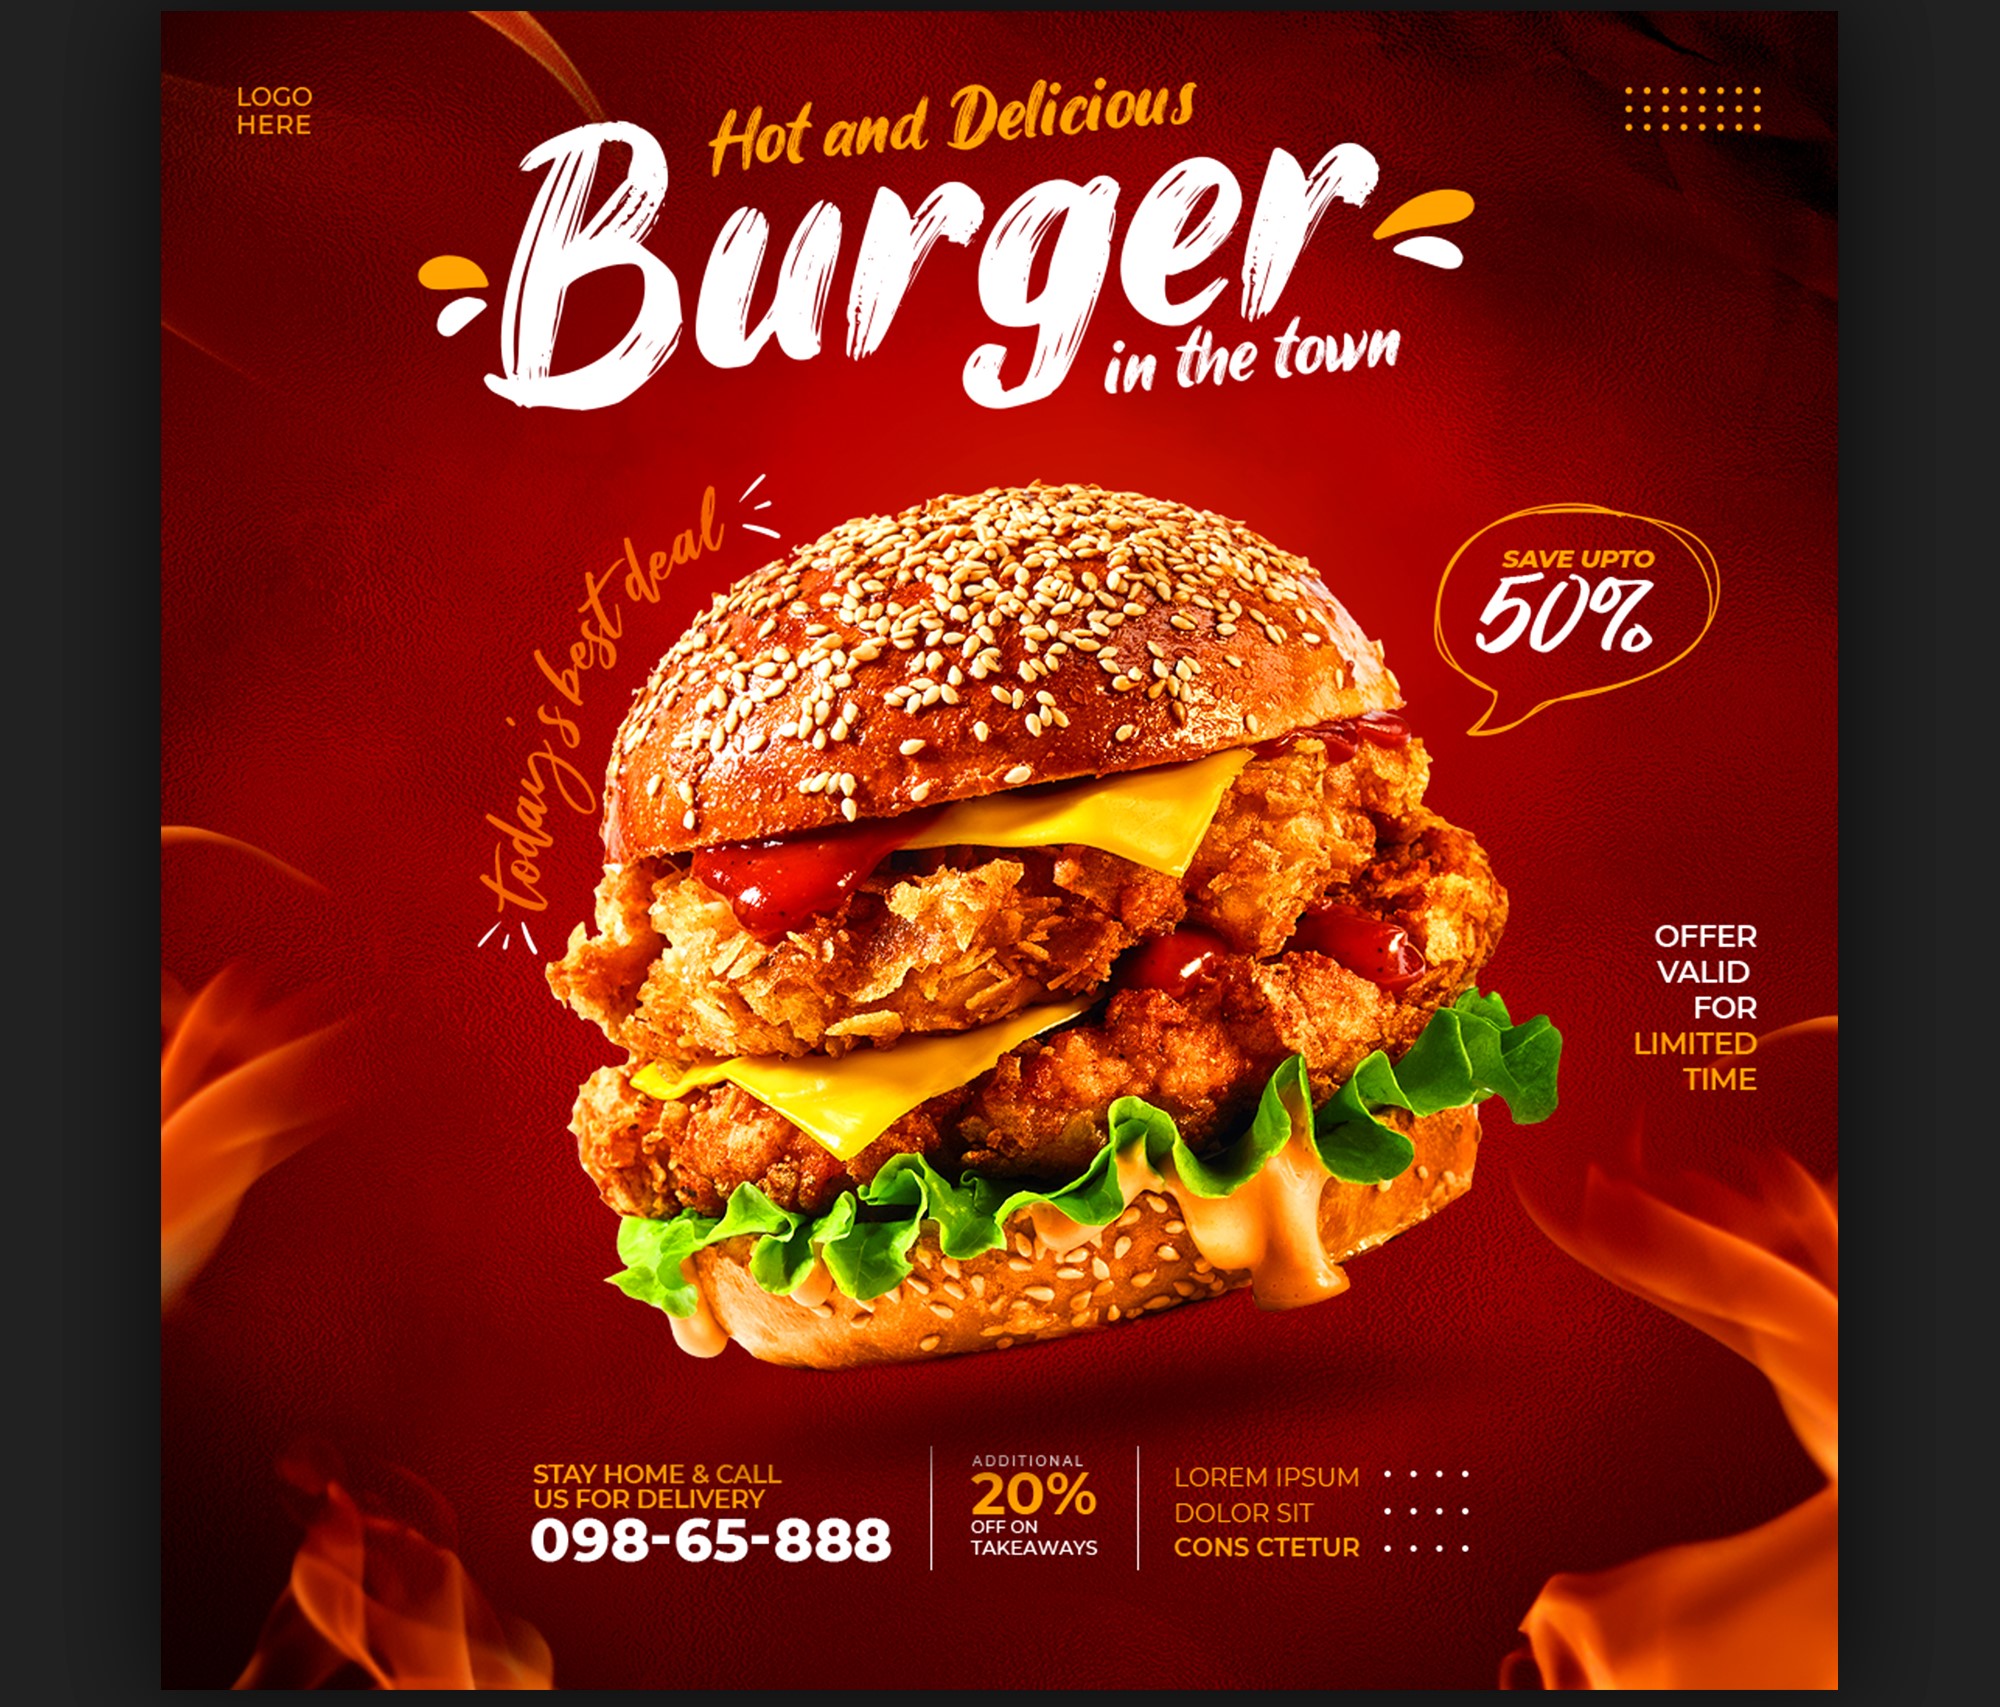 LOGO
HERE
Hot and Delicious
Burger
in the town
today's best deal
SAVE UPTO
50%
OFFER
VALID
FOR
LIMITED
TIME
STAY HOME & CALL
US FOR DELIVERY
098-65-888
ADDITIONAL
20%
OFF ON
TAKEAWAYS
LOREM IPSUM
DOLOR SIT
CONS CTETUR